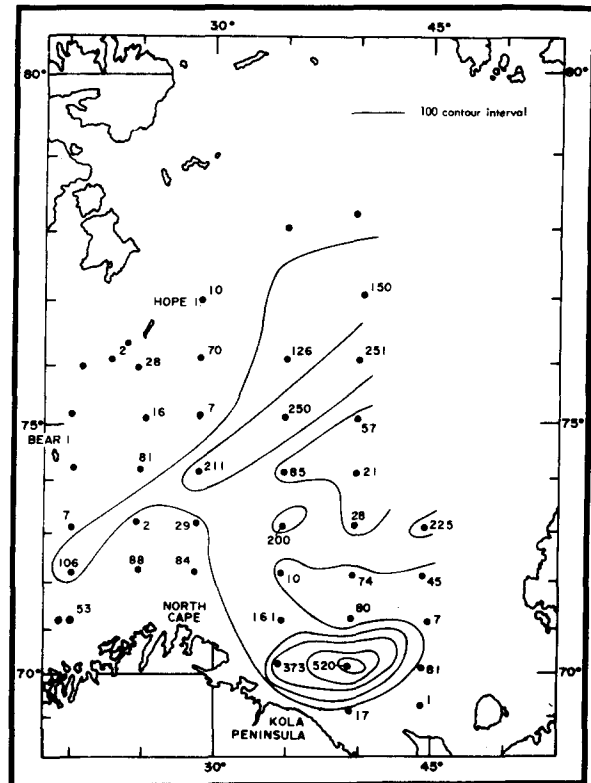 30° 45°
80° 80°
100 contour interval
10
HOPE I.
150
2 28 70 126 251
16 7 250 57
75° 75°
BEAR I
81 211 85 21
7 2 29 200 28 225
106 88 84 10 74 45
53 NORTH CAPE 161 80 7
70° 373 520 81 70°
17 1
KOLA
PENINSULA
30° 45°